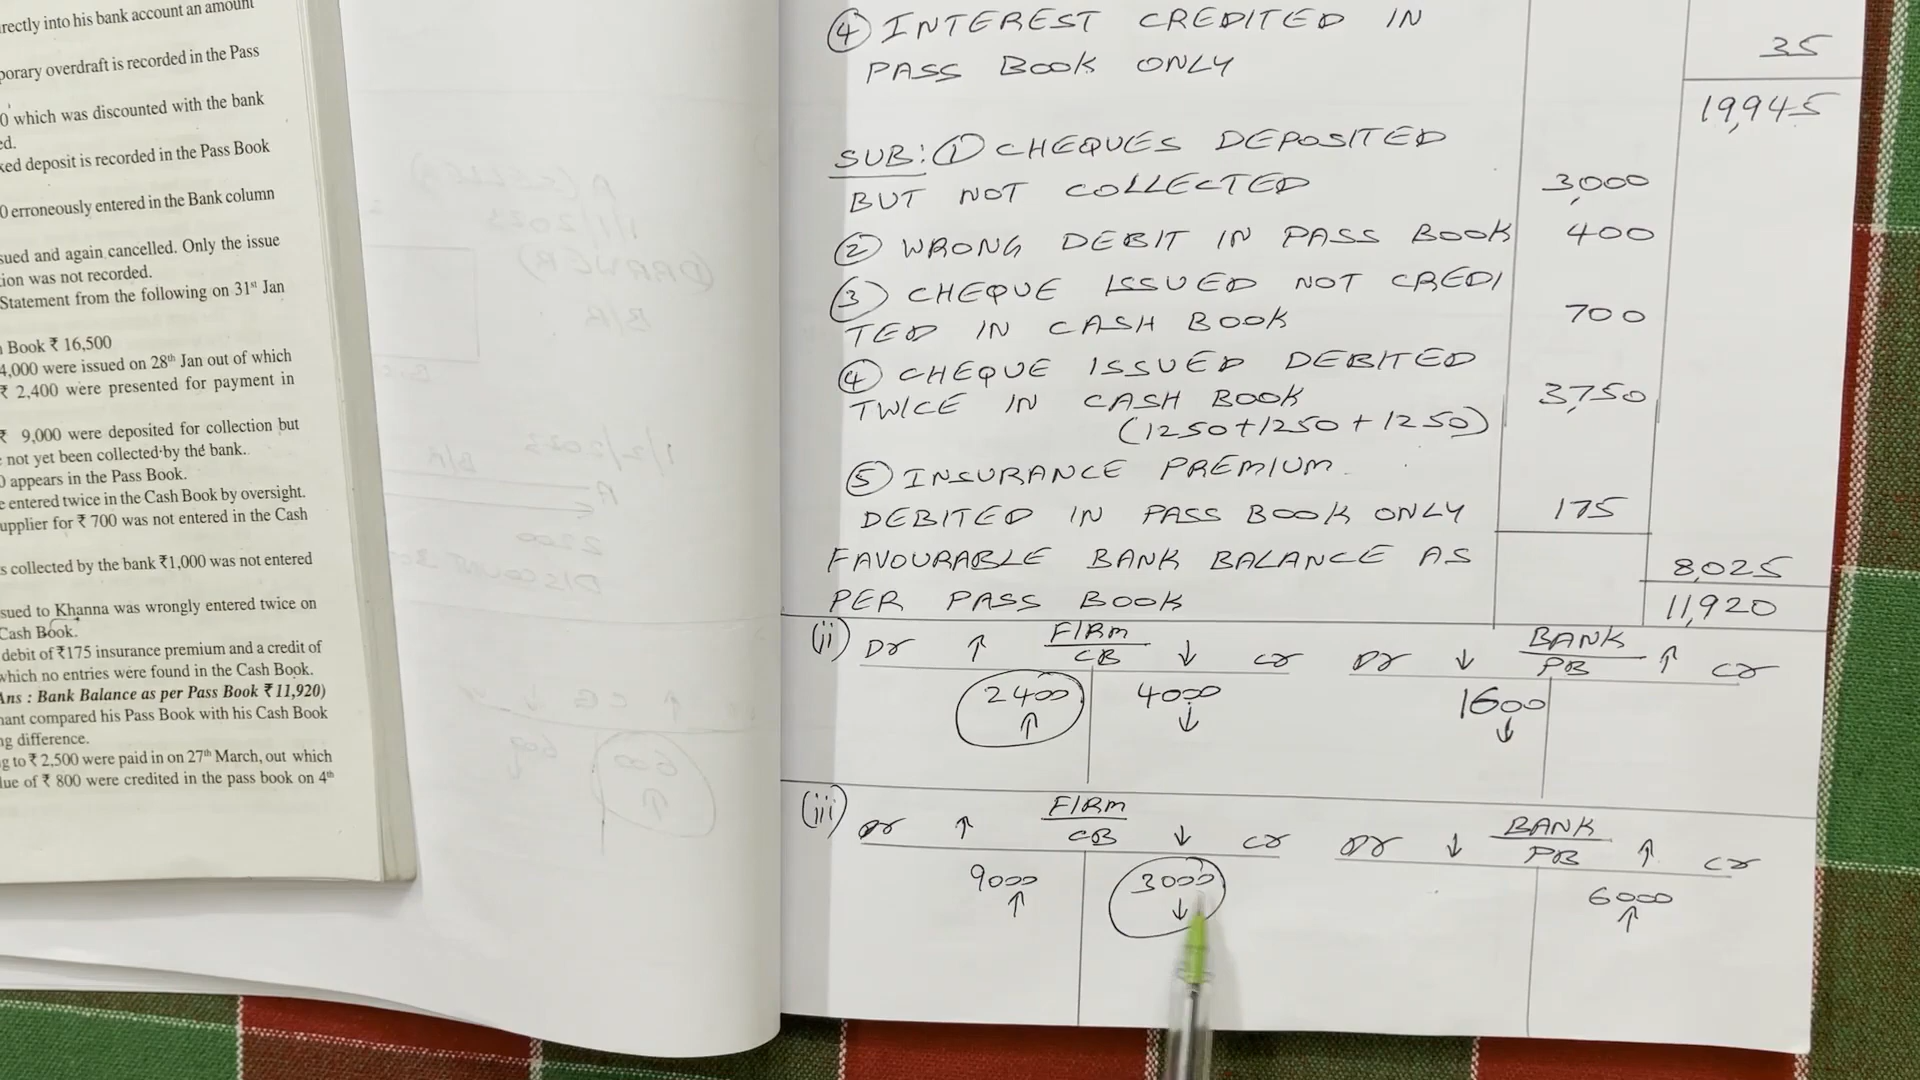 rectly into his bank account an amount
porary overdraft is recorded in the Pass
0 which was discounted with the bank
ed.
ked deposit is recorded in the Pass Book
0 erroneously entered in the Bank column
sued and again cancelled. Only the issue
tion was not recorded.
Statement from the following on 31st Jan
Book ₹ 16,500
4,000 were issued on 28th Jan out of which
₹ 2,400 were presented for payment in
₹ 9,000 were deposited for collection but
not yet been collected by the bank.
0 appears in the Pass Book.
e entered twice in the Cash Book by oversight.
upplier for ₹ 700 was not entered in the Cash
s collected by the bank ₹1,000 was not entered
sued to Khanna was wrongly entered twice on
Cash Book.
debit of ₹175 insurance premium and a credit of
which no entries were found in the Cash Book.
Ans : Bank Balance as per Pass Book ₹ 11,920)
hant compared his Pass Book with his Cash Book
ng difference.
g to ₹ 2,500 were paid in on 27th March, out which
lue of ₹ 800 were credited in the pass book on 4th
④ INTEREST CREDITED IN
PASS BOOK ONLY 35
19,945
SUB: ① CHEQUES DEPOSITED
BUT NOT COLLECTED 3,000
② WRONG DEBIT IN PASS BOOK 400
③ CHEQUE ISSUED NOT CREDI
TED IN CASH BOOK 700
④ CHEQUE ISSUED DEBITED
TWICE IN CASH BOOK 3,750
(1250+1250+1250)
⑤ INSURANCE PREMIUM
DEBITED IN PASS BOOK ONLY 175
FAVOURABLE BANK BALANCE AS 8,025
PER PASS BOOK 11,920
(ii) Dr ↑ FIRM CB ↓ Cr Dr ↓ BANK PB ↑ Cr
2400 ↑ 4000 ↓ 1600 ↓
(iii) Dr ↑ FIRM CB ↓ Cr Dr ↓ BANK PB ↑ Cr
9000 ↑ 3000 ↓ 6000 ↑